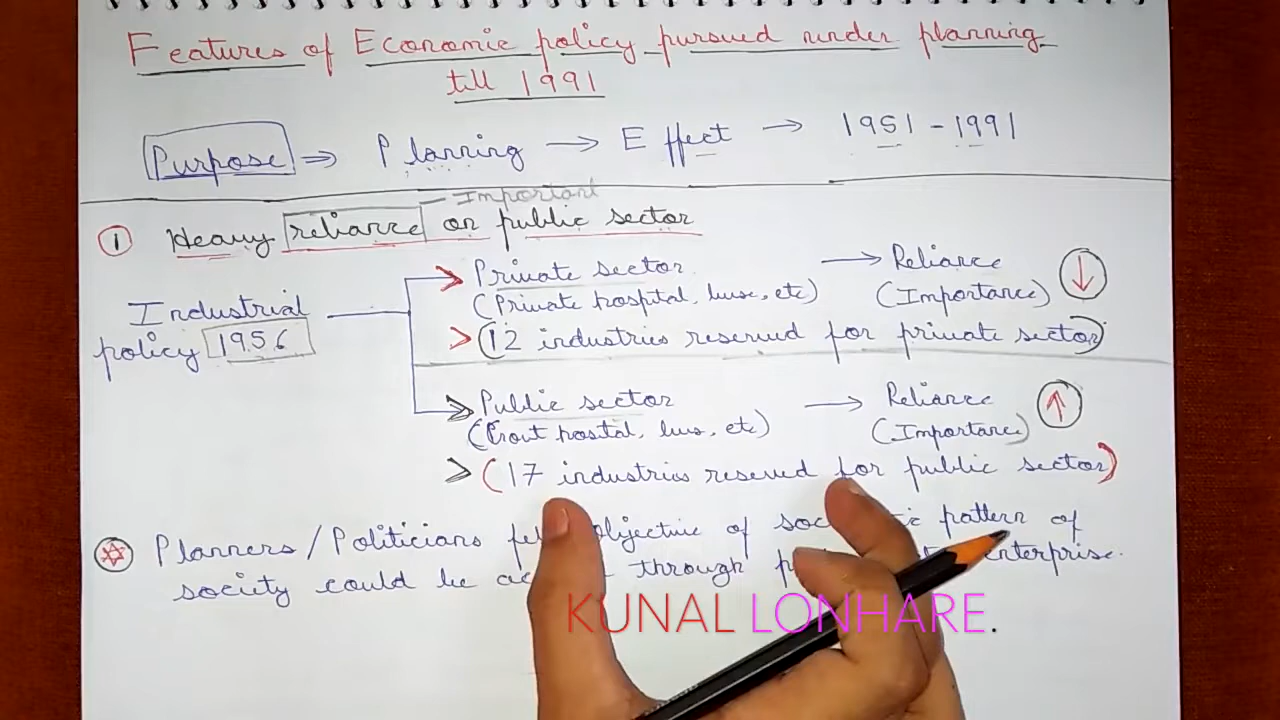 Features of Economic policy pursued under planning
till 1991
Purpose ⇒ Planning → Effect → 1951 - 1991
Important
① Heavy reliance on public sector
Private sector → Reliance ↓
(Private hospital, buse, etc) (Importance)
Industrial
policy 1956
> (12 industries reserved for private sector)
Public sector → Reliance ↑
(Govt hosital, bus, etc) (Importance)
> (17 industries reserved for public sector)
Planners/Politicians objective of pattern of
society could be through enterprise.
KUNAL LONHARE.